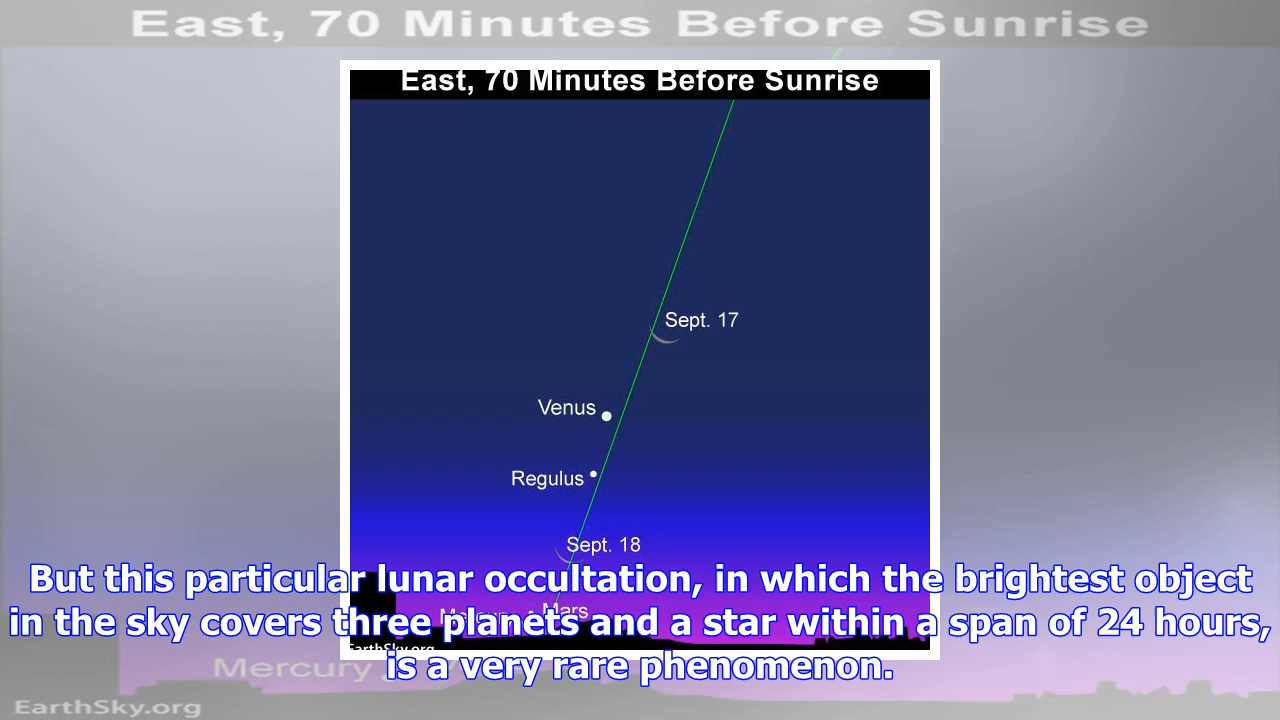 East, 70 Minutes Before Sunrise
East, 70 Minutes Before Sunrise
Sept. 17
Venus
Regulus
Sept. 18
Mars
But this particular lunar occultation, in which the brightest object
in the sky covers three planets and a star within a span of 24 hours,
is a very rare phenomenon.
EarthSky.org
Mercury
EarthSky.org